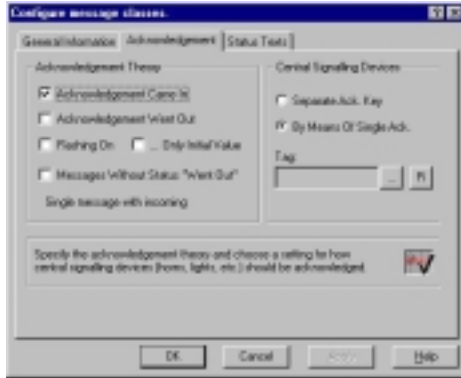 Configure message classes.
General Information
Acknowledgement
Status Texts
Acknowledgement Theory
Acknowledgement Came In
Acknowledgement Went Out
Flashing On
... Only Initial Value
Messages Without Status "Went Out"
Single message with incoming
Central Signalling Devices
Separate Ack. Key
By Means Of Single Ack.
Tag:
...
Specify the acknowledgement theory and choose a setting for how
central signalling devices (horns, lights, etc.) should be acknowledged.
OK
Cancel
Apply
Help